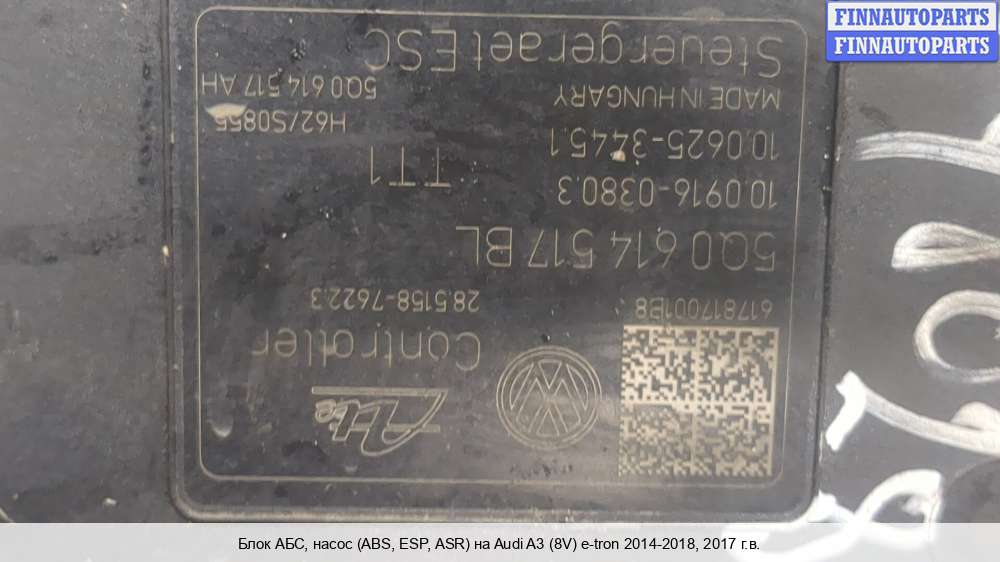 FINNAUTOPARTS
FINNAUTOPARTS
Ate
Controller
28.5158-7622.3
5Q0 614 517 BL
10.0916-0380.3
TT1
10.0625-3445.1
H62/S0855
MADE IN HUNGARY
5Q0 614 517 AH
Steuergeraet ESC
Блок АБС, насос (ABS, ESP, ASR) на Audi A3 (8V) e-tron 2014-2018, 2017 г.в.